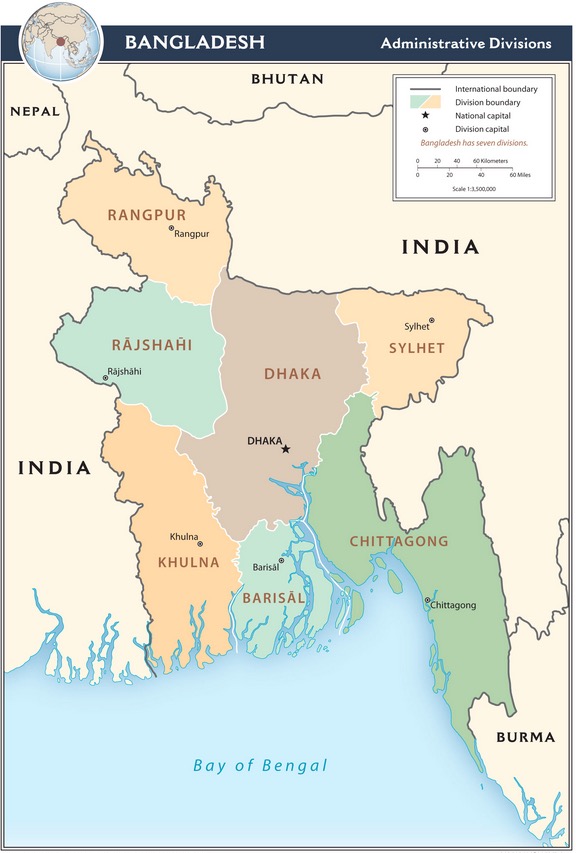 BANGLADESH
Administrative Divisions
BHUTAN
NEPAL
International boundary
Division boundary
National capital
Division capital
Bangladesh has seven divisions.
0 20 40 60 Kilometers
0 20 40 60 Miles
Scale 1:3,500,000
RANGPUR
Rangpur
INDIA
RĀJSHAHI
Rājshāhi
Sylhet
SYLHET
DHAKA
DHAKA
INDIA
Khulna
KHULNA
Barisāl
BARISĀL
CHITTAGONG
Chittagong
BURMA
Bay of Bengal